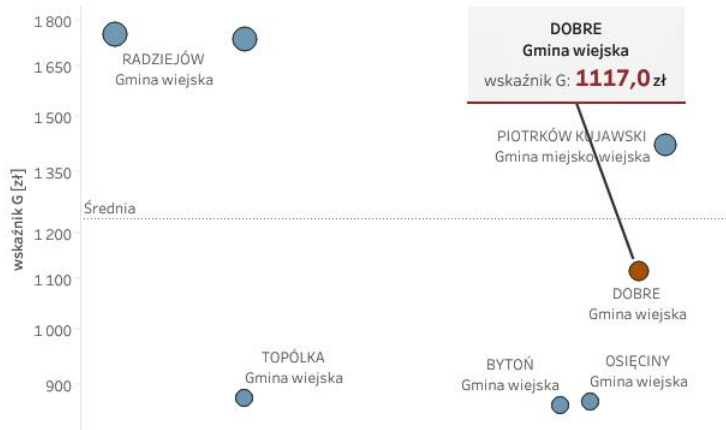 1 800
1 650
1 500
1 350
1 200
1 100
1 000
900
wskaźnik G [zł]
Średnia
RADZIEJÓW
Gmina wiejska
DOBRE
Gmina wiejska
wskaźnik G: 1117,0 zł
PIOTRKÓW KUJAWSKI
Gmina miejsko-wiejska
DOBRE
Gmina wiejska
TOPÓLKA
Gmina wiejska
BYTOŃ
Gmina wiejska
OSIĘCINY
Gmina wiejska